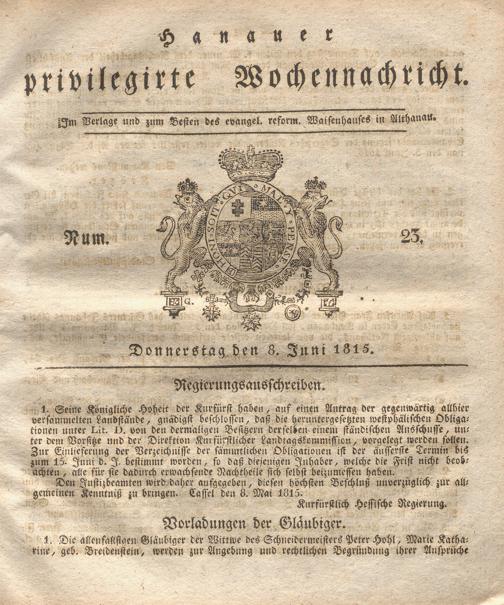 Hanauer
privilegirte Wochennachricht.
Im Verlage und zum Besten des evangel. reform. Waisenhauses in Althanau.
HONI SOIT QVI MAL Y PENSE
Num. 23.
Donnerstag den 8. Juni 1815.
Regierungsausschreiben.
1. Seine Königliche Hoheit der Kurfürst haben, auf einen Antrag der gegenwärtig allhier
versammelten Landstände, gnädigst beschlossen, daß die heruntergesetzten westphälischen Obliga-
tionen unter Lit. D. von den dermaligen Besitzern derselben einem ständischen Ausschusse, un-
ter dem Vorsitze und der Direktion Kurfürstlicher Landtagskommission, vorgelegt werden sollen.
Zur Einlieferung der Verzeichnisse der sämtlichen Obligationen ist der äusserste Termin bis
zum 15. Juni d. J. bestimmt worden, so daß diejenigen Inhaber, welche die Frist nicht beob-
achten, alle für sie dadurch erwachsende Nachtheile sich selbst beizumessen haben.
Den Justizbeamten wird daher aufgegeben, diesen höchsten Beschluß unverzüglich zur all-
gemeinen Kenntniß zu bringen. Cassel den 8. Mai 1815.
Kurfürstlich Hessische Regierung.
Vorladungen der Gläubiger.
1. Die allenfallsigen Gläubiger der Wittwe des Schneidermeisters Peter Hohl, Marie Katha-
rine, geb. Breidenstein, werden zur Angebung und rechtlichen Begründung ihrer Ansprüche